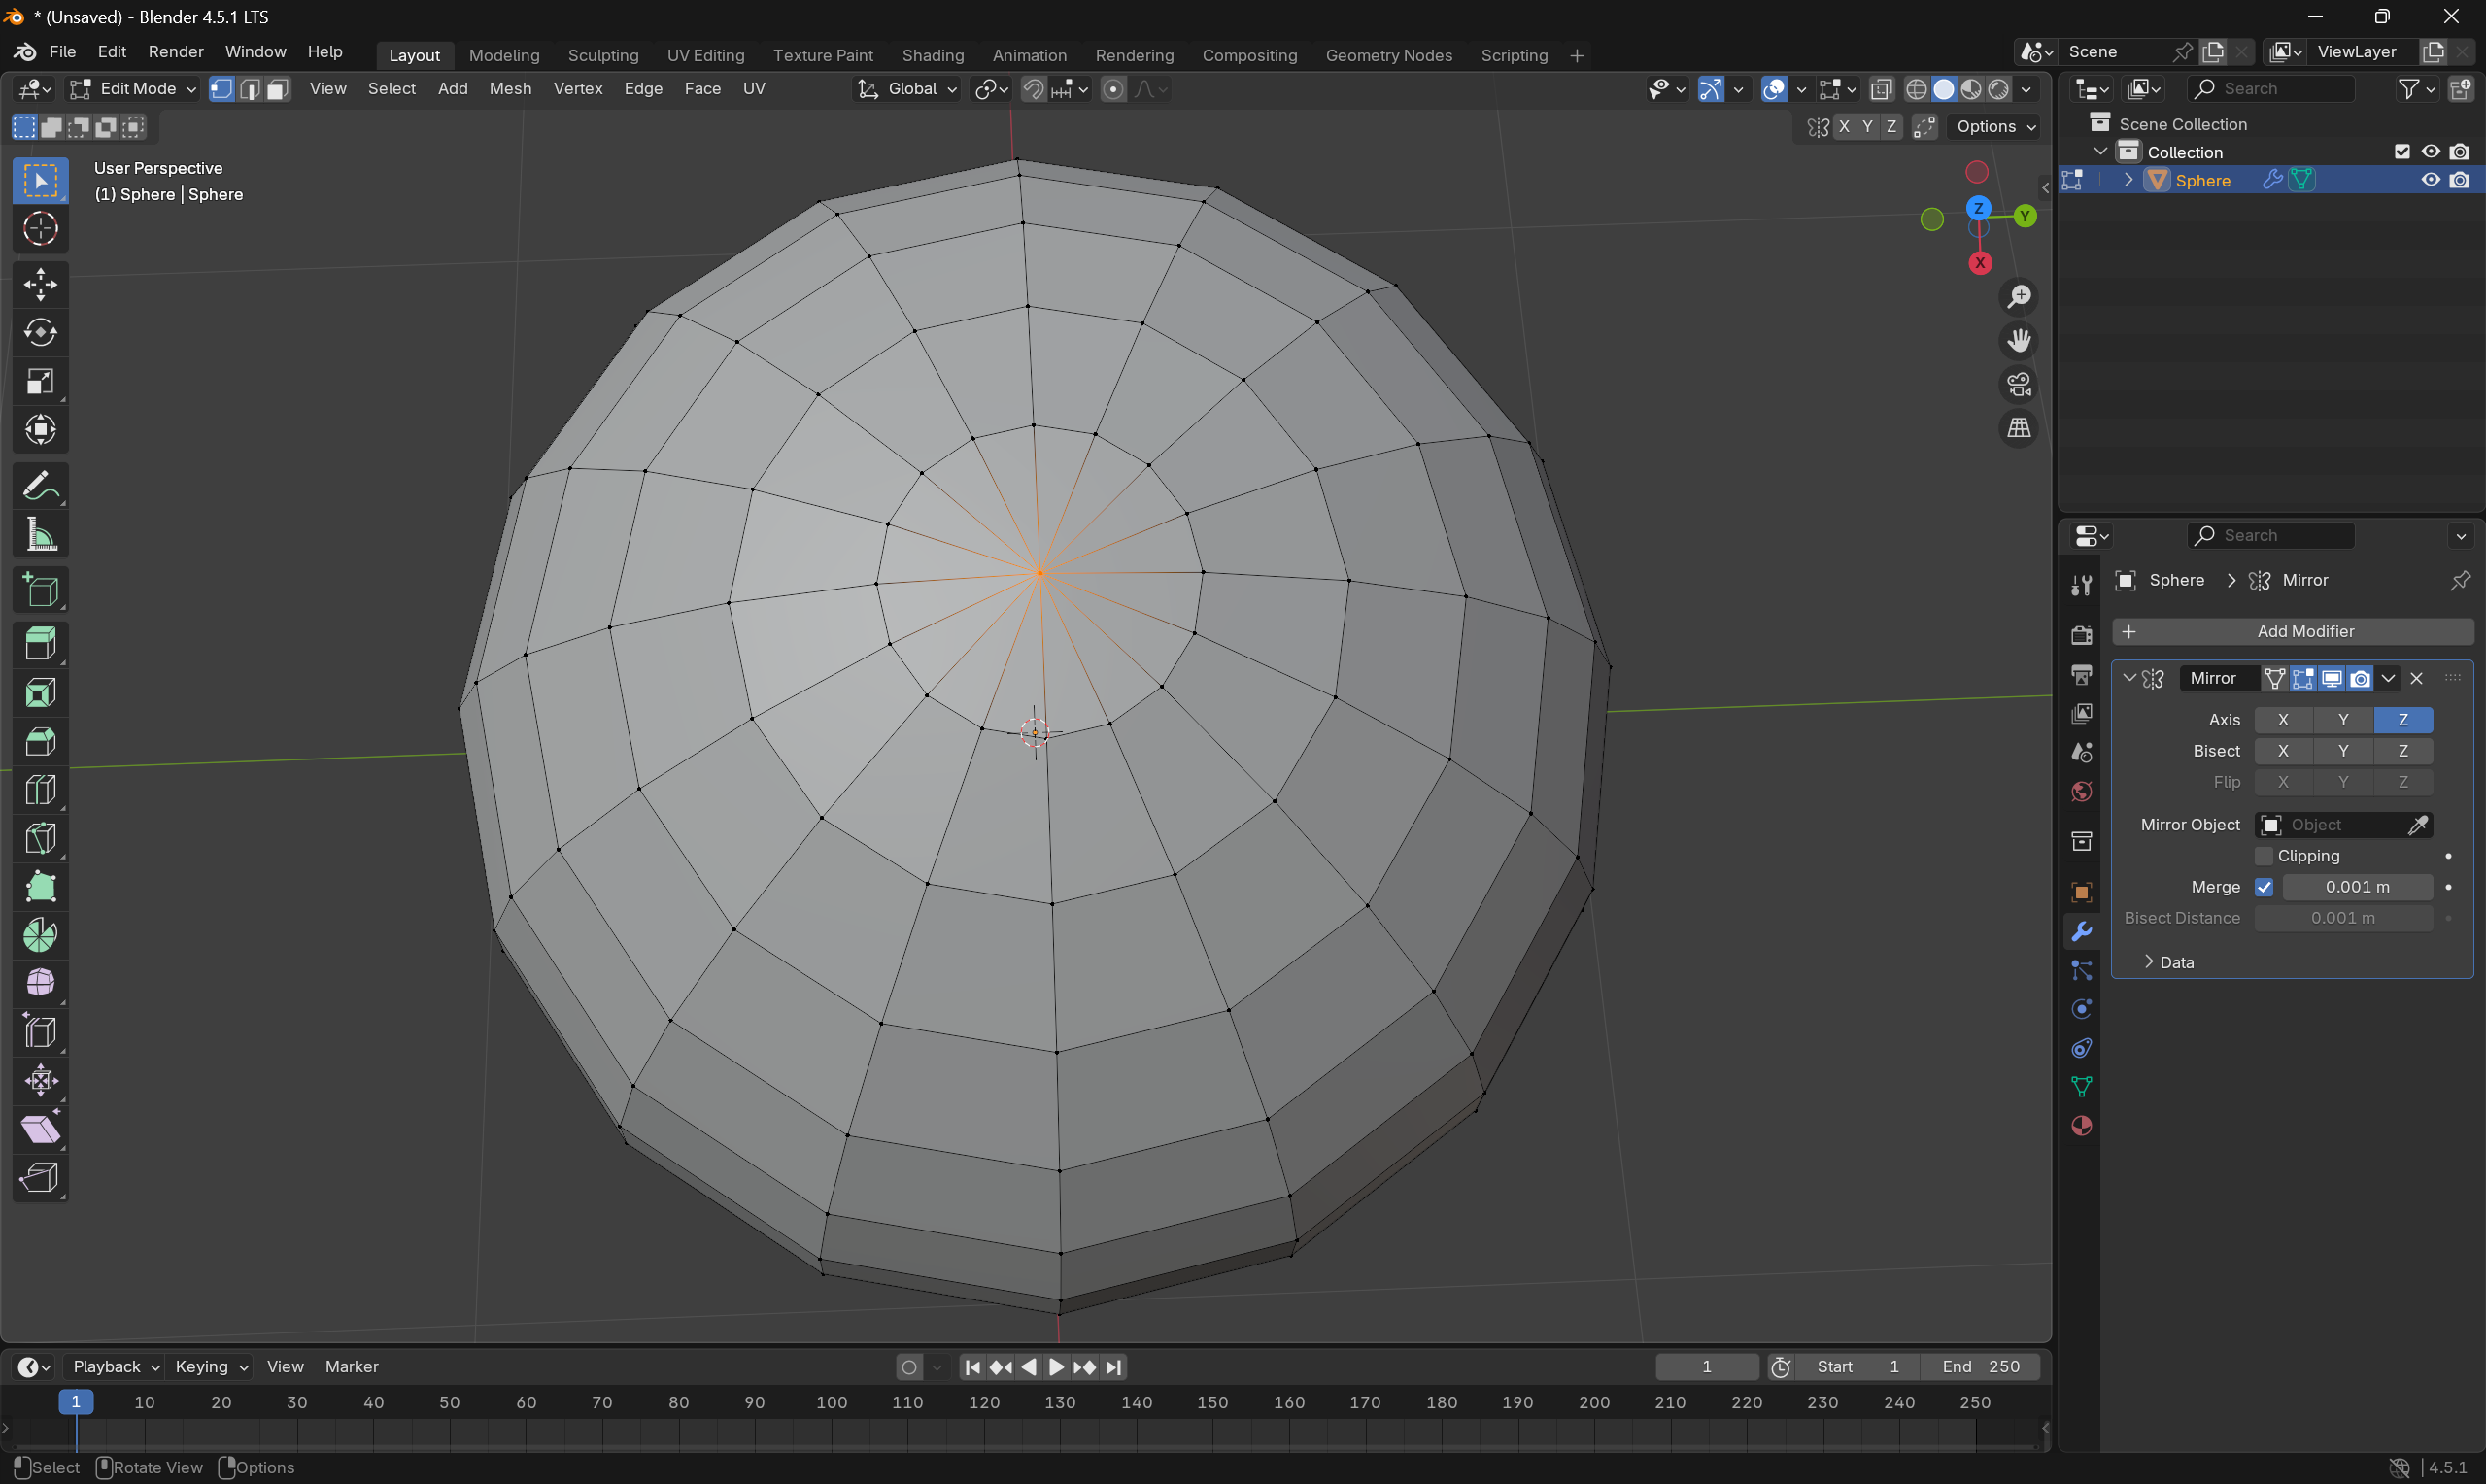 * (Unsaved) - Blender 4.5.1 LTS
File Edit Render Window Help Layout Modeling Sculpting UV Editing Texture Paint Shading Animation Rendering Compositing Geometry Nodes Scripting + Scene ViewLayer
Edit Mode View Select Add Mesh Vertex Edge Face UV Global Search
X Y Z Options
Scene Collection
Collection
User Perspective
Sphere
(1) Sphere | Sphere
Z
Y
X
Search
Sphere > Mirror
+ Add Modifier
Mirror
Axis X Y Z
Bisect X Y Z
Flip X Y Z
Mirror Object Object
Clipping
Merge 0.001 m
Bisect Distance 0.001 m
Data
Playback Keying View Marker 1 Start 1 End 250
1 10 20 30 40 50 60 70 80 90 100 110 120 130 140 150 160 170 180 190 200 210 220 230 240 250
Select Rotate View Options 4.5.1